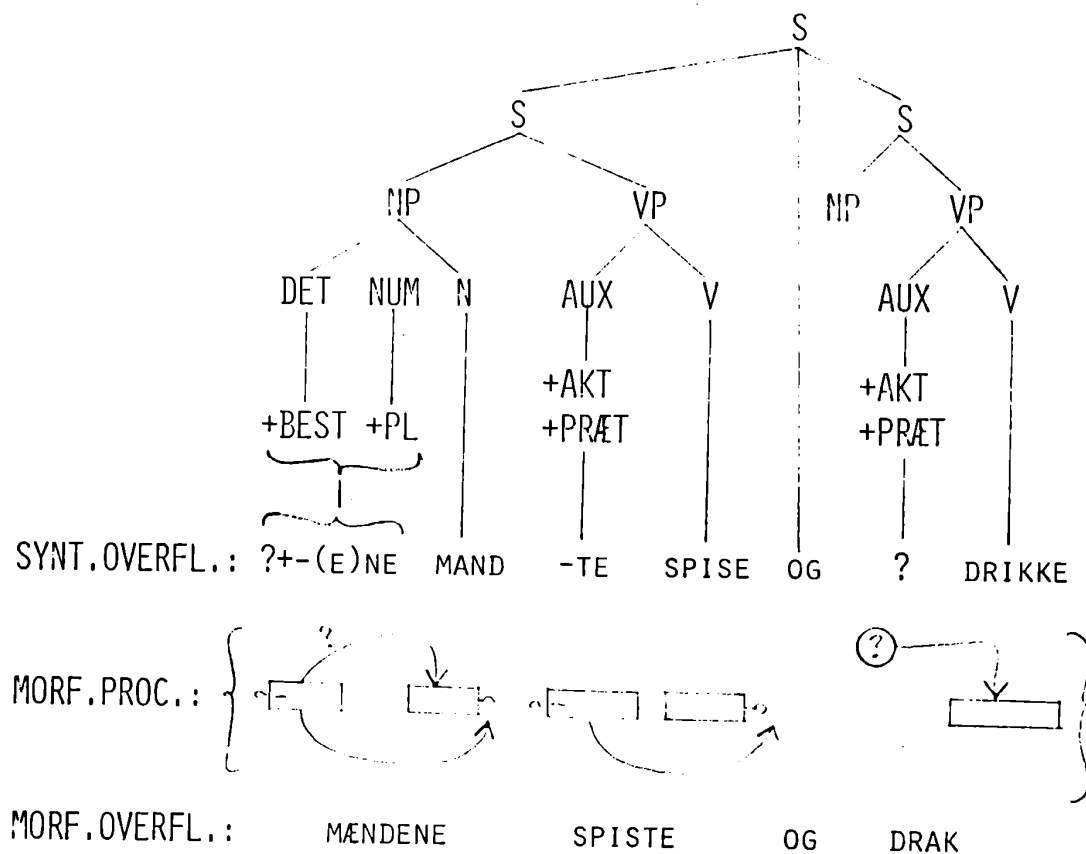 S
S S
NP VP NP VP
DET NUM N AUX V AUX V
+AKT +AKT
+BEST +PL +PRÆT +PRÆT
SYNT.OVERFL.: ?+-(E)NE MAND -TE SPISE OG ? DRIKKE
? ?
MORF.PROC.:
MORF.OVERFL.: MÆNDENE SPISTE OG DRAK